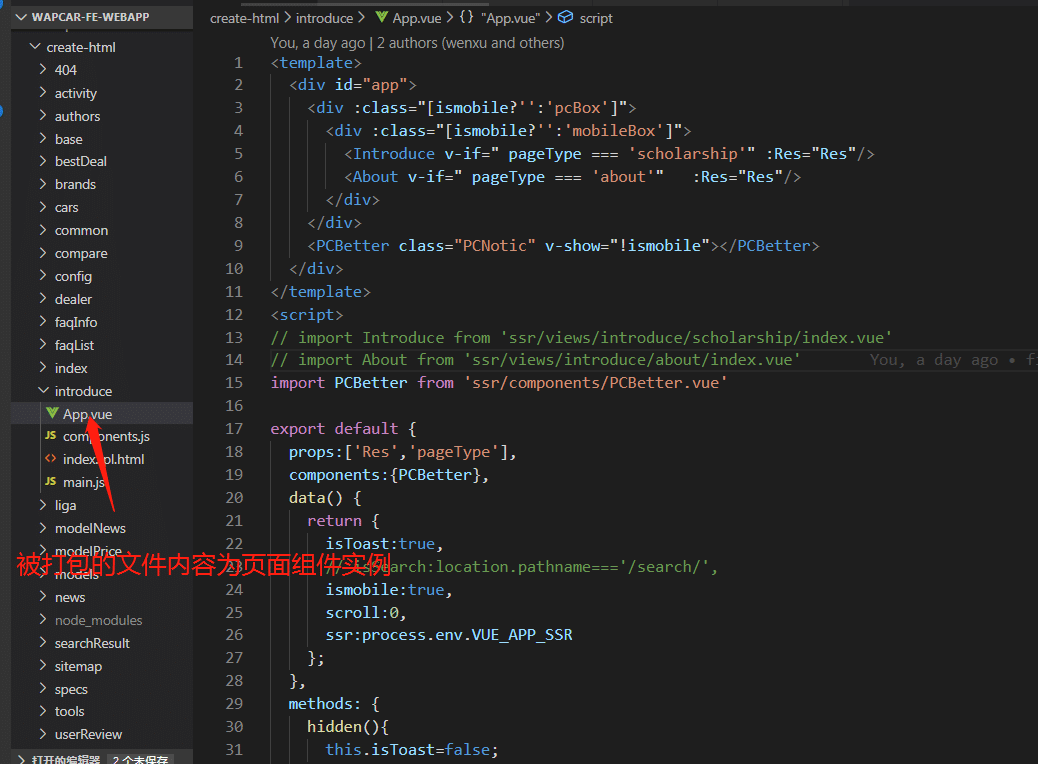 WAPCAR-FE-WEBAPP
create-html
404
activity
authors
base
bestDeal
brands
cars
common
compare
config
dealer
faqInfo
faqList
index
introduce
App.vue
components.js
index.tpl.html
main.js
liga
modelNews
modelPrice
被打包的文件内容为页面组件实例
models
news
node_modules
searchResult
sitemap
specs
tools
userReview
打开的编辑器 2 个未保存
create-html > introduce > App.vue > {} "App.vue" > script
You, a day ago | 2 authors (wenxu and others)
1 <template>
2 <div id="app">
3 <div :class="[ismobile?'':'pcBox']">
4 <div :class="[ismobile?'':'mobileBox']">
5 <Introduce v-if=" pageType === 'scholarship'" :Res="Res"/>
6 <About v-if=" pageType === 'about'" :Res="Res"/>
7 </div>
8 </div>
9 <PCBetter class="PCNotic" v-show="!ismobile"></PCBetter>
10 </div>
11 </template>
12 <script>
13 // import Introduce from 'ssr/views/introduce/scholarship/index.vue'
14 // import About from 'ssr/views/introduce/about/index.vue' You, a day ago •
15 import PCBetter from 'ssr/components/PCBetter.vue'
16
17 export default {
18 props:['Res','pageType'],
19 components:{PCBetter},
20 data() {
21 return {
22 isToast:true,
23 // isSearch:location.pathname==='/search/',
24 ismobile:true,
25 scroll:0,
26 ssr:process.env.VUE_APP_SSR
27 };
28 },
29 methods: {
30 hidden(){
31 this.isToast=false;